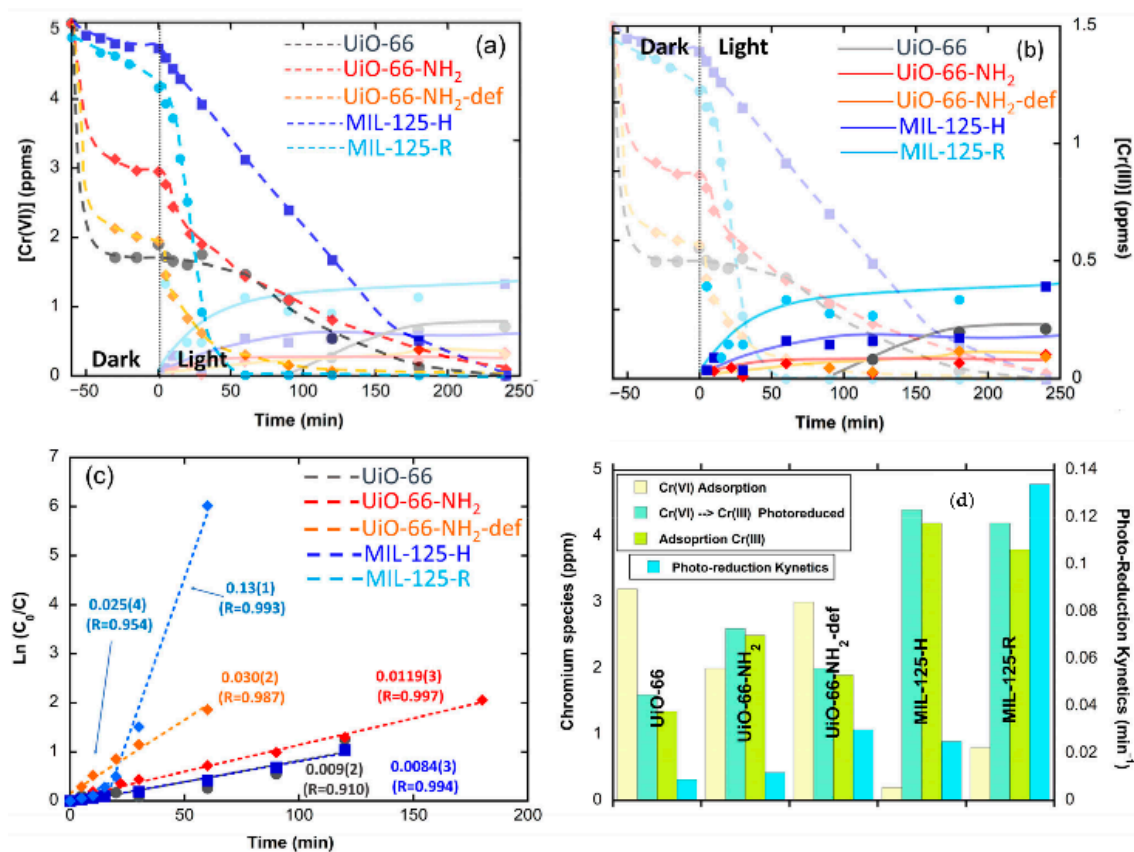 (a)
UiO-66
UiO-66-NH2
UiO-66-NH2-def
MIL-125-H
MIL-125-R
Dark
Light
5
4
3
2
1
0
[Cr(VI)] (ppms)
−50 0 50 100 150 200 250
Time (min)
(b)
Dark
Light
UiO-66
UiO-66-NH2
UiO-66-NH2-def
MIL-125-H
MIL-125-R
1.5
1
0.5
0
[Cr(III)] (ppms)
−50 0 50 100 150 200 250
Time (min)
(c)
UiO-66
UiO-66-NH2
UiO-66-NH2-def
MIL-125-H
MIL-125-R
7
6
5
4
3
2
1
0
Ln (C0/C)
0.025(4)
(R=0.954)
0.13(1)
(R=0.993)
0.030(2)
(R=0.987)
0.0119(3)
(R=0.997)
0.009(2)
(R=0.910)
0.0084(3)
(R=0.994)
0 50 100 150 200
Time (min)
(d)
Cr(VI) Adsorption
Cr(VI) --> Cr(III) Photoreduced
Adsoprtion Cr(III)
Photo-reduction Kynetics
5
4
3
2
1
0
Chromium species (ppm)
UiO-66
UiO-66-NH2
UiO-66-NH2-def
MIL-125-H
MIL-125-R
0.14
0.12
0.1
0.08
0.06
0.04
0.02
0
Photo-Reduction Kynetics (min-1)